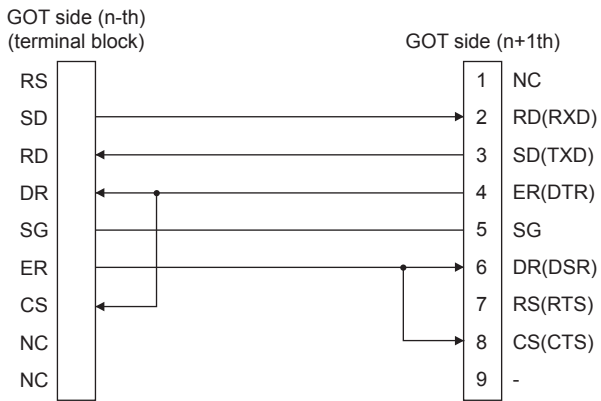 GOT side (n-th)
(terminal block)
GOT side (n+1th)
RS 1 NC
SD 2 RD(RXD)
RD 3 SD(TXD)
DR 4 ER(DTR)
SG 5 SG
ER 6 DR(DSR)
CS 7 RS(RTS)
NC 8 CS(CTS)
NC 9 -